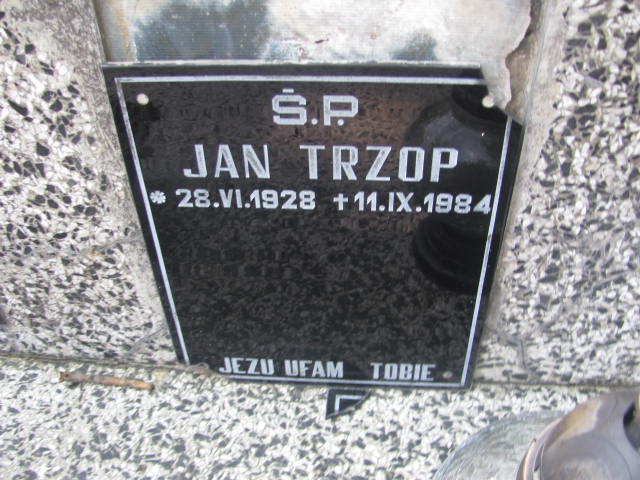 Ś.P.
JAN TRZOP
* 28.VI.1928 +11.IX.1984
JEZU UFAM TOBIE